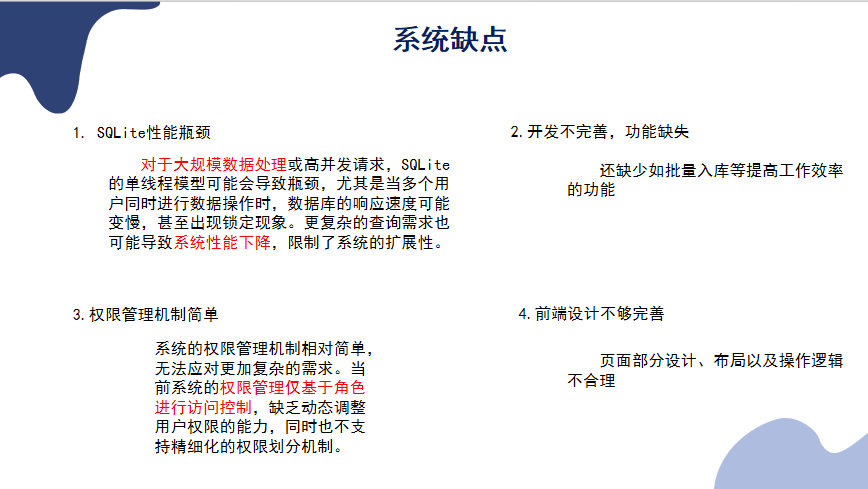 系统缺点
1. SQLite性能瓶颈
对于大规模数据处理或高并发请求，SQLite
的单线程模型可能会导致瓶颈，尤其是当多个用
户同时进行数据操作时，数据库的响应速度可能
变慢，甚至出现锁定现象。更复杂的查询需求也
可能导致系统性能下降，限制了系统的扩展性。
2.开发不完善，功能缺失
还缺少如批量入库等提高工作效率
的功能
3.权限管理机制简单
系统的权限管理机制相对简单，
无法应对更加复杂的需求。当
前系统的权限管理仅基于角色
进行访问控制，缺乏动态调整
用户权限的能力，同时也不支
持精细化的权限划分机制。
4.前端设计不够完善
页面部分设计、布局以及操作逻辑
不合理